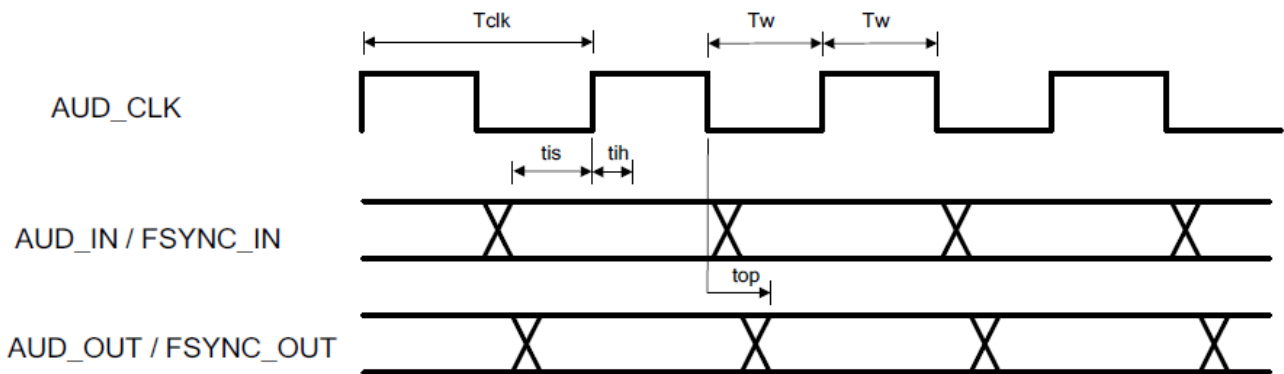 Tclk
Tw
Tw
AUD_CLK
tis
tih
AUD_IN / FSYNC_IN
top
AUD_OUT / FSYNC_OUT